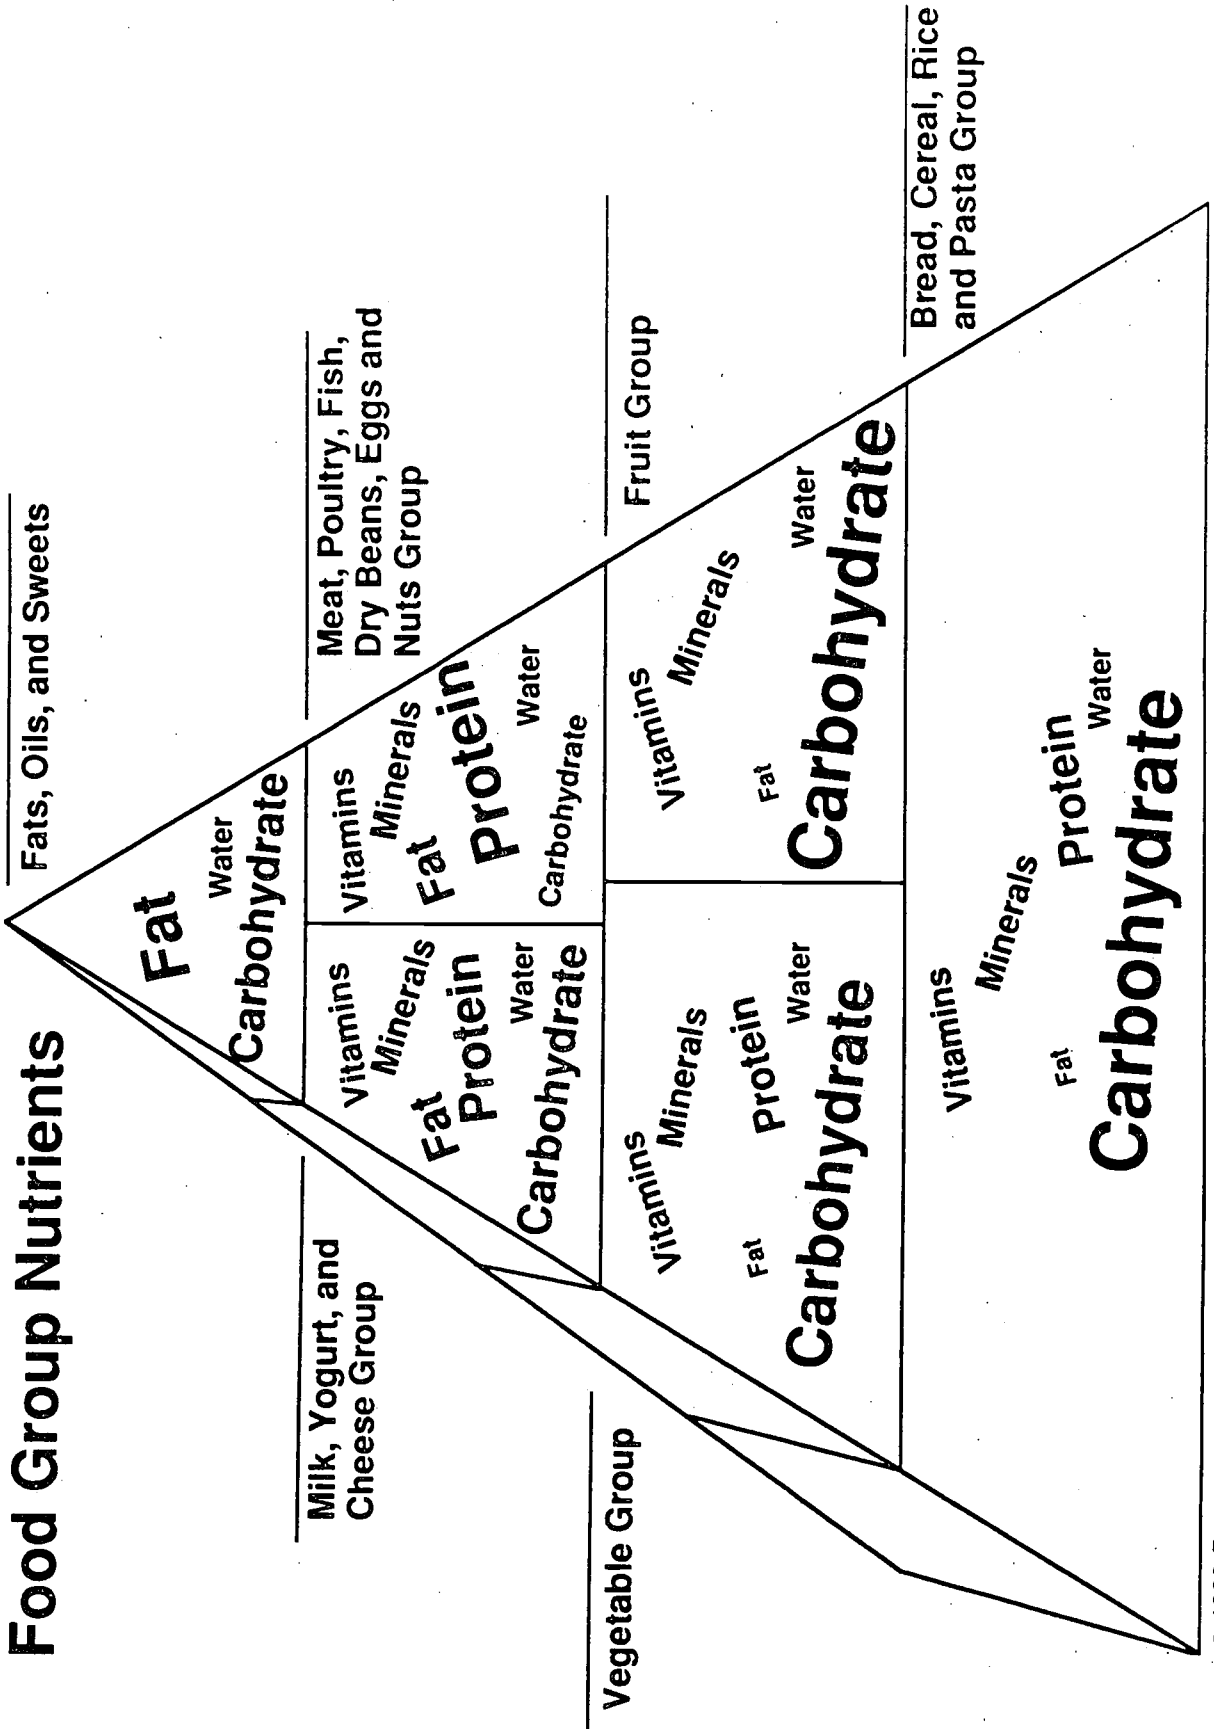 Food Group Nutrients
Fats, Oils, and Sweets
Fat
Water
Carbohydrate
Milk, Yogurt, and
Cheese Group
Vitamins
Minerals
Fat
Protein
Water
Carbohydrate
Meat, Poultry, Fish,
Dry Beans, Eggs and
Nuts Group
Vitamins
Minerals
Fat
Protein
Water
Carbohydrate
Vegetable Group
Vitamins
Minerals
Protein
Fat
Water
Carbohydrate
Fruit Group
Vitamins
Minerals
Fat
Water
Carbohydrate
Bread, Cereal, Rice
and Pasta Group
Vitamins
Minerals
Fat
Protein
Water
Carbohydrate